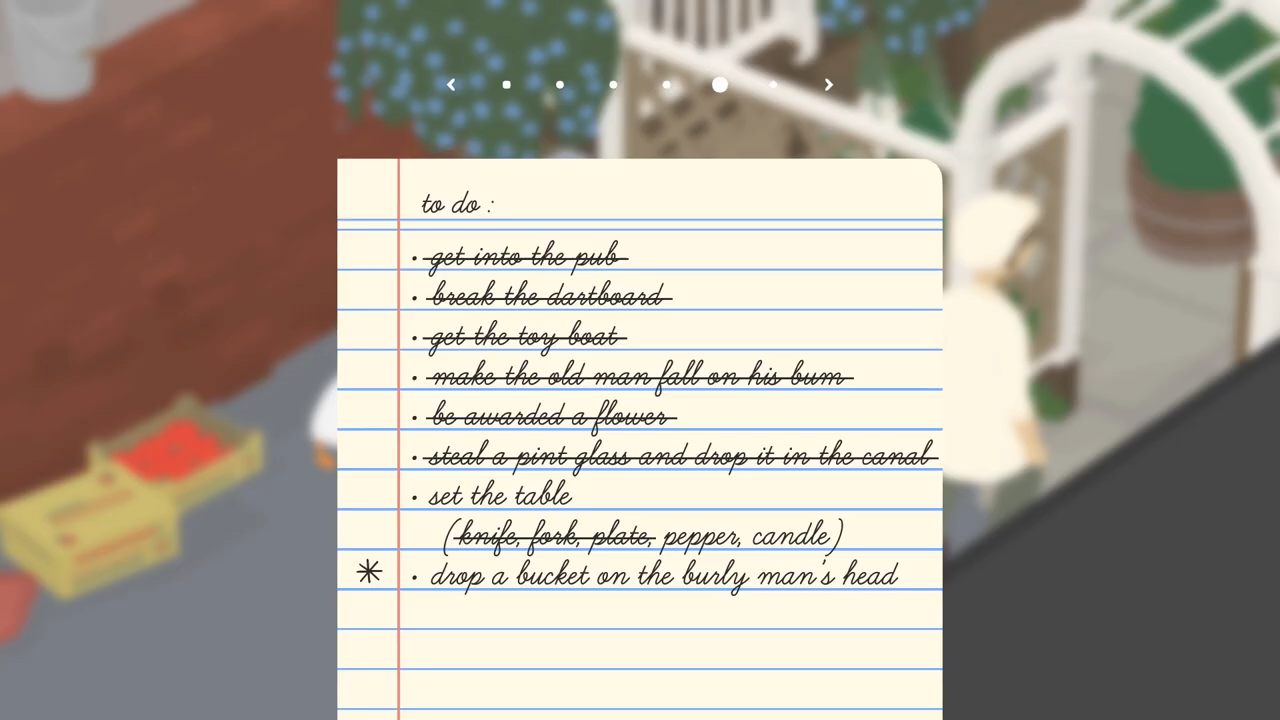 to do :
• get into the pub
• break the dartboard
• get the toy boat
• make the old man fall on his bum
• be awarded a flower
• steal a pint glass and drop it in the canal
• set the table
(knife, fork, plate, pepper, candle)
* • drop a bucket on the burly man's head